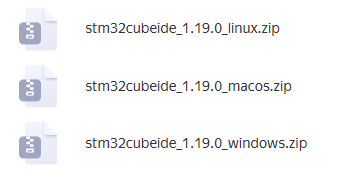 stm32cubeide_1.19.0_linux.zip
stm32cubeide_1.19.0_macos.zip
stm32cubeide_1.19.0_windows.zip